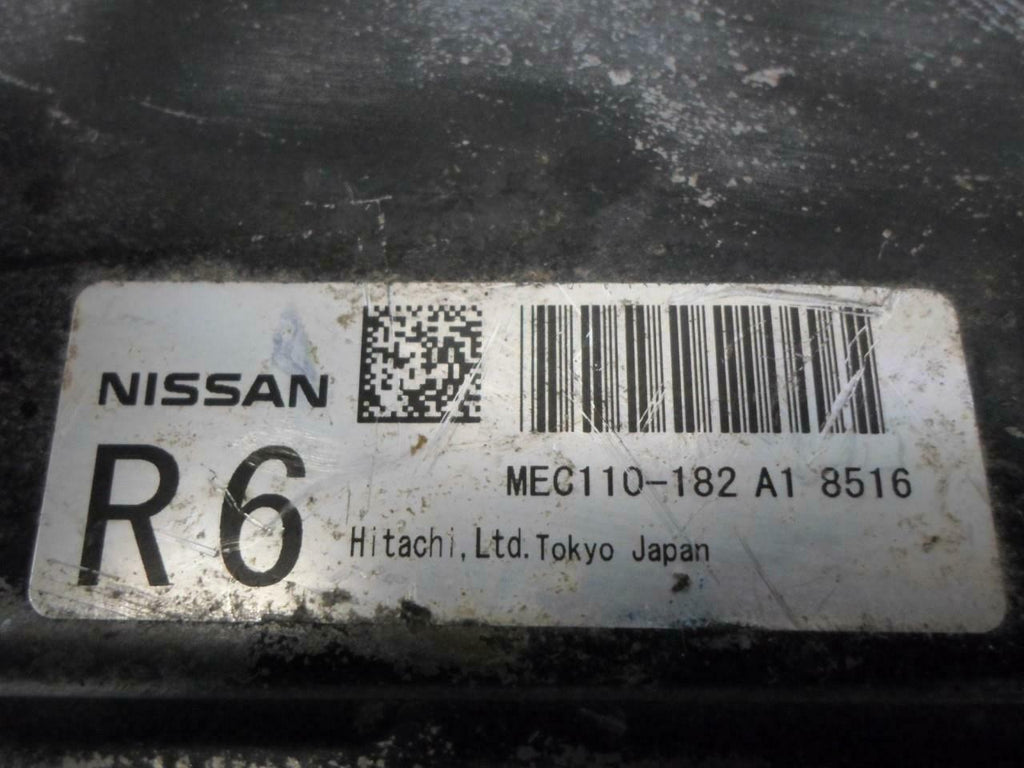 NISSAN
R6
MEC110-182 A1 8516
Hitachi,Ltd.Tokyo Japan